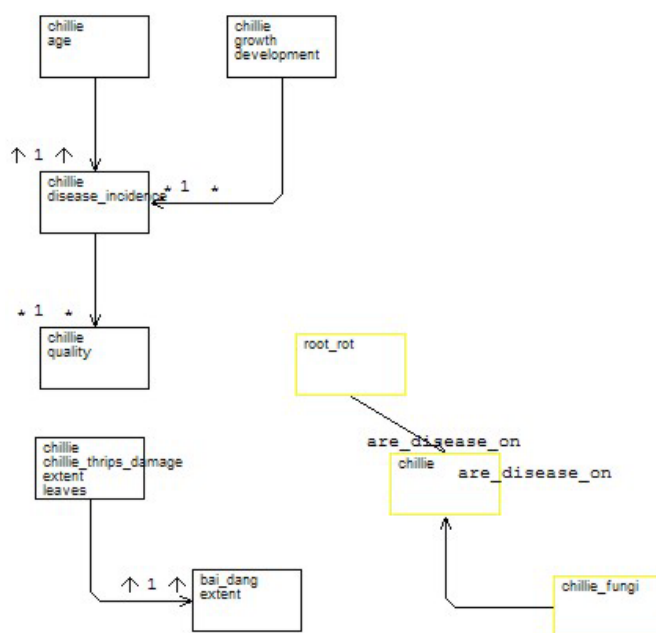 chillie
age
chillie
growth
development
↑ 1 ↑
chillie
disease_incidence
* 1 *
* 1 *
chillie
quality
root_rot
are_disease_on
chillie
are_disease_on
chillie
chillie_thrips_damage
extent
leaves
↑ 1 ↑
bai_dang
extent
chillie_fungi